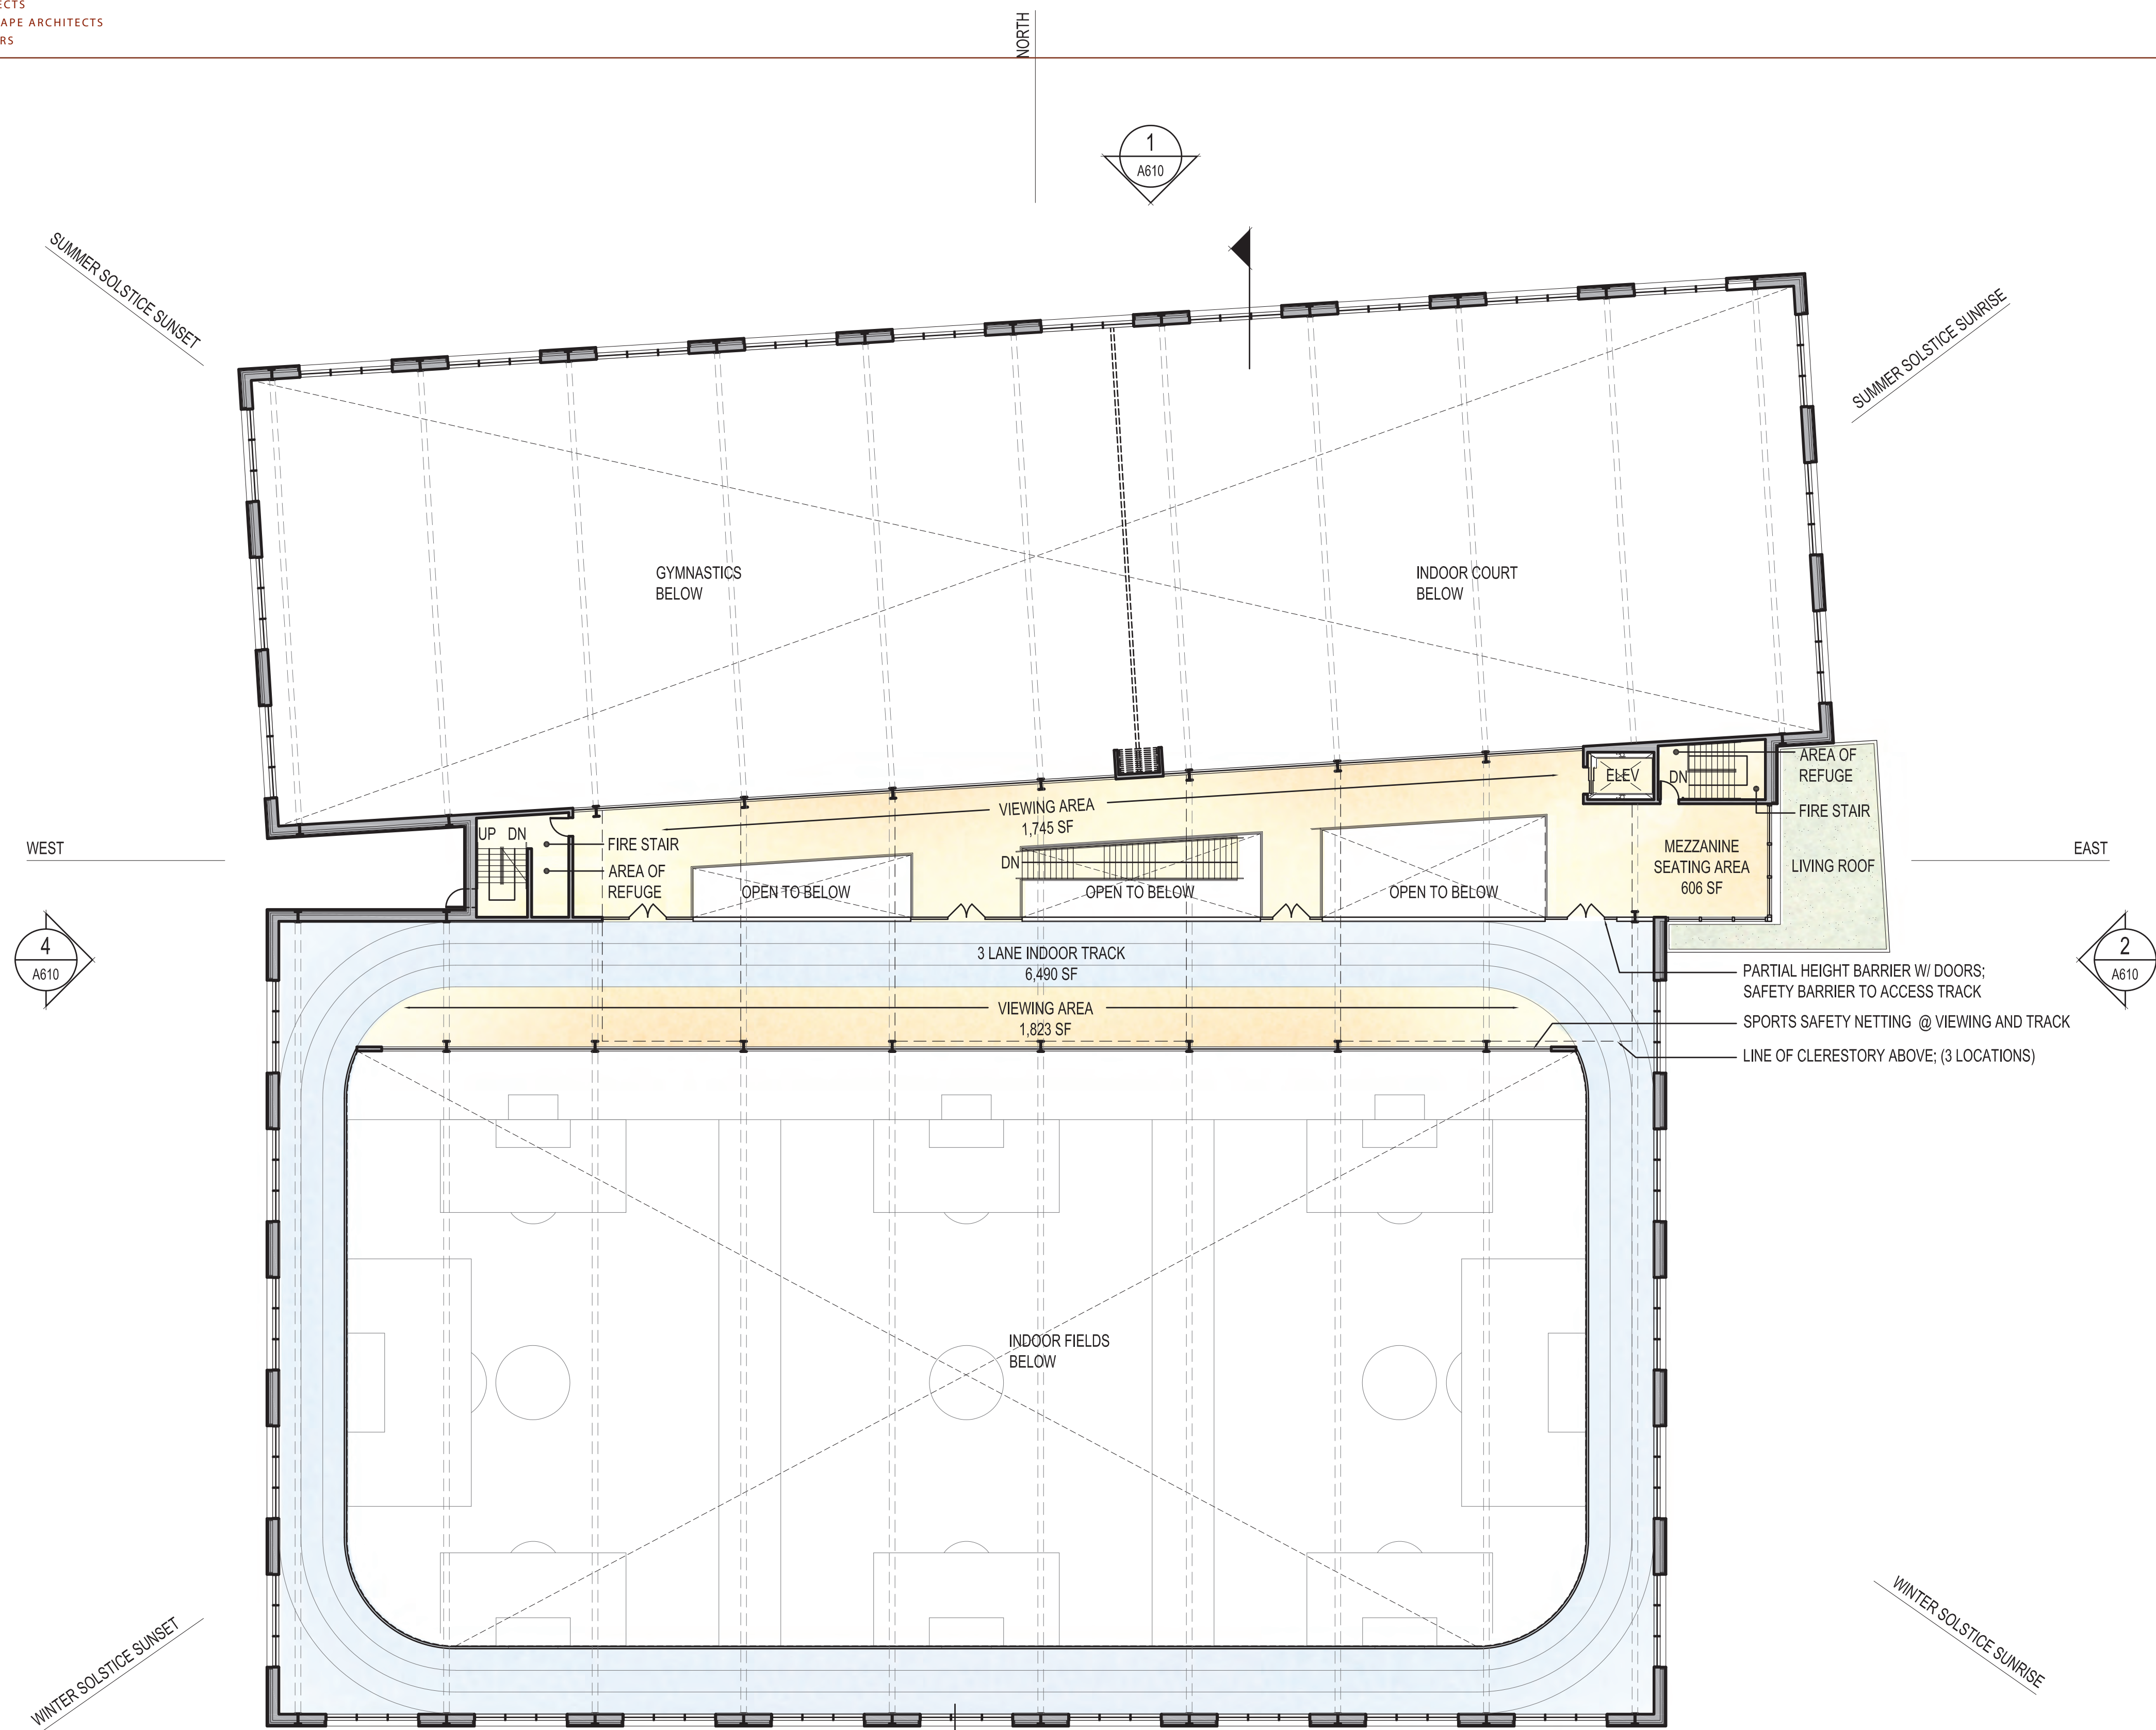 ECTS
APE ARCHITECTS
RS
NORTH
1
A610
SUMMER SOLSTICE SUNSET
SUMMER SOLSTICE SUNRISE
GYMNASTICS
BELOW
INDOOR COURT
BELOW
AREA OF
REFUGE
ELEV
DN
FIRE STAIR
VIEWING AREA
1,745 SF
UP DN
FIRE STAIR
AREA OF
REFUGE
DN
OPEN TO BELOW
OPEN TO BELOW
OPEN TO BELOW
MEZZANINE
SEATING AREA
606 SF
LIVING ROOF
WEST
EAST
4
A610
2
A610
3 LANE INDOOR TRACK
6,490 SF
VIEWING AREA
1,823 SF
PARTIAL HEIGHT BARRIER W/ DOORS;
SAFETY BARRIER TO ACCESS TRACK
SPORTS SAFETY NETTING @ VIEWING AND TRACK
LINE OF CLERESTORY ABOVE; (3 LOCATIONS)
INDOOR FIELDS
BELOW
WINTER SOLSTICE SUNSET
WINTER SOLSTICE SUNRISE